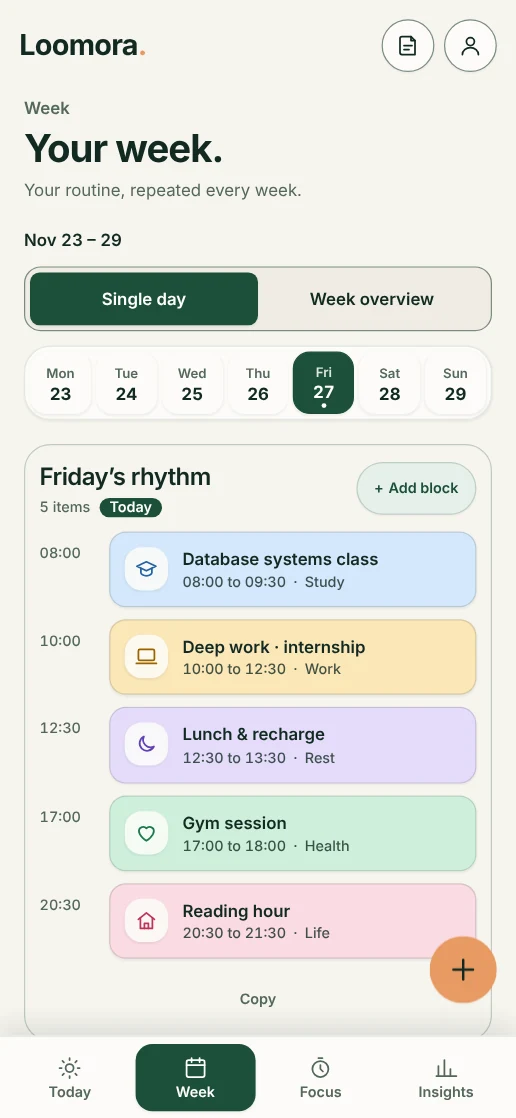 Loomora.
Week
Your week.
Your routine, repeated every week.
Nov 23 – 29
Single day
Week overview
Mon Tue Wed Thu Fri Sat Sun
23 24 25 26 27 28 29
Friday’s rhythm
5 items Today
+ Add block
08:00
Database systems class
08:00 to 09:30 · Study
10:00
Deep work · internship
10:00 to 12:30 · Work
12:30
Lunch & recharge
12:30 to 13:30 · Rest
17:00
Gym session
17:00 to 18:00 · Health
20:30
Reading hour
20:30 to 21:30 · Life
+
Copy
Today Week Focus Insights